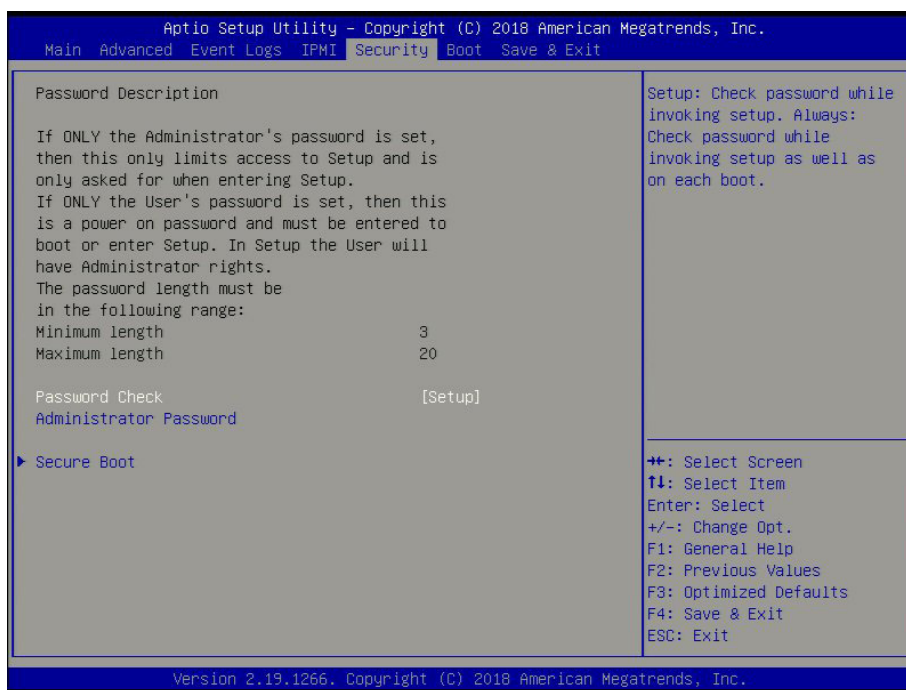 Aptio Setup Utility – Copyright (C) 2018 American Megatrends, Inc.
Main Advanced Event Logs IPMI Security Boot Save & Exit
Password Description
If ONLY the Administrator's password is set,
then this only limits access to Setup and is
only asked for when entering Setup.
If ONLY the User's password is set, then this
is a power on password and must be entered to
boot or enter Setup. In Setup the User will
have Administrator rights.
The password length must be
in the following range:
Minimum length 3
Maximum length 20
Password Check [Setup]
Administrator Password
▶ Secure Boot
Setup: Check password while
invoking setup. Always:
Check password while
invoking setup as well as
on each boot.
→←: Select Screen
↑↓: Select Item
Enter: Select
+/-: Change Opt.
F1: General Help
F2: Previous Values
F3: Optimized Defaults
F4: Save & Exit
ESC: Exit
Version 2.19.1266. Copyright (C) 2018 American Megatrends, Inc.